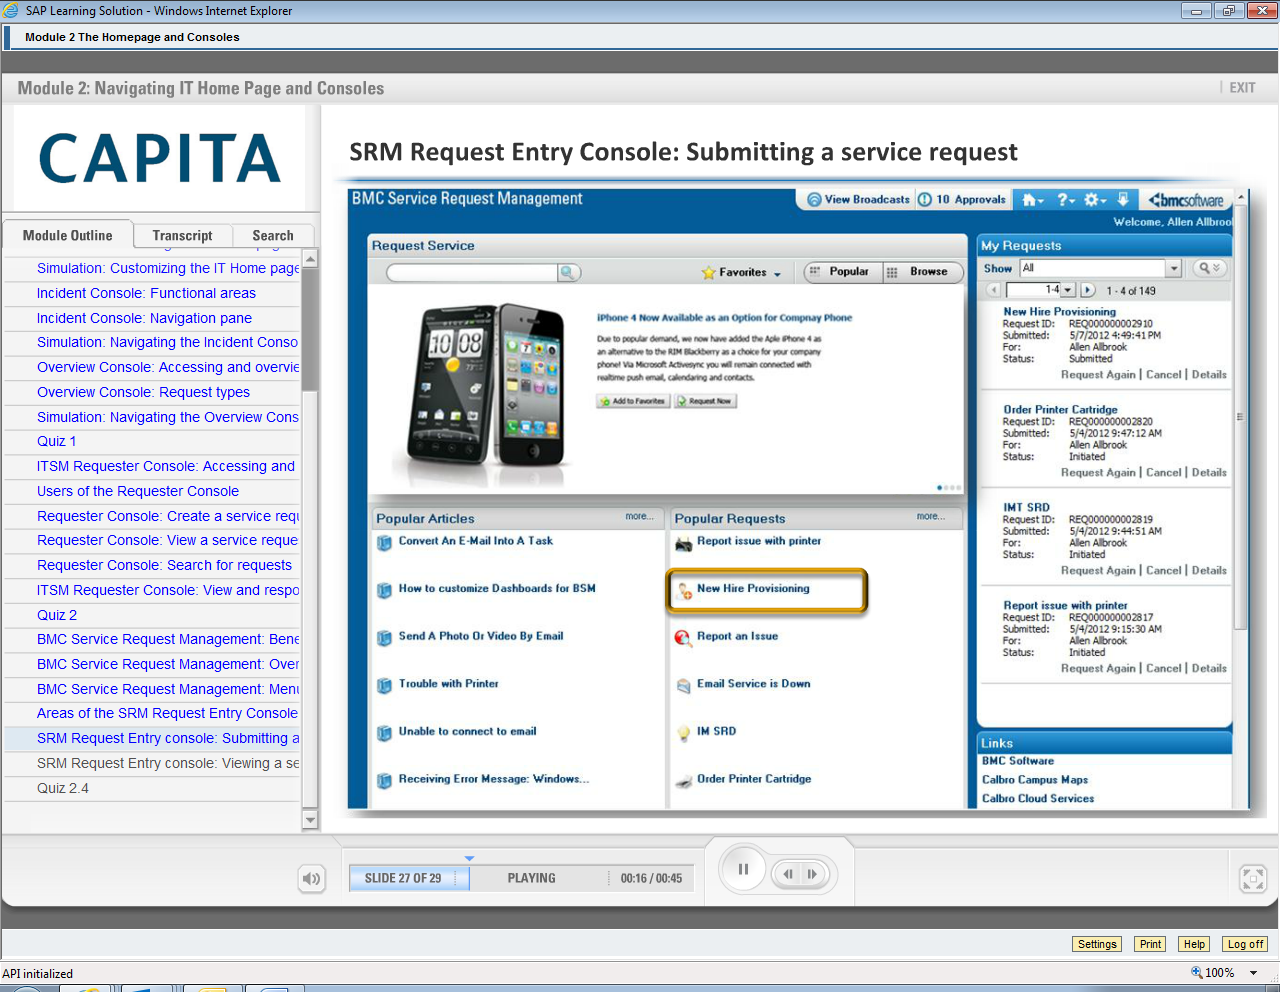 SAP Learning Solution - Windows Internet Explorer
Module 2 The Homepage and Consoles
Module 2: Navigating IT Home Page and Consoles
EXIT
CAPITA
Module Outline
Transcript
Search
Simulation: Customizing the IT Home page
Incident Console: Functional areas
Incident Console: Navigation pane
Simulation: Navigating the Incident Conso
Overview Console: Accessing and overvie
Overview Console: Request types
Simulation: Navigating the Overview Cons
Quiz 1
ITSM Requester Console: Accessing and
Users of the Requester Console
Requester Console: Create a service requ
Requester Console: View a service reque
Requester Console: Search for requests
ITSM Requester Console: View and respo
Quiz 2
BMC Service Request Management: Bene
BMC Service Request Management: Over
BMC Service Request Management: Menu
Areas of the SRM Request Entry Console
SRM Request Entry console: Submitting a
SRM Request Entry console: Viewing a se
Quiz 2.4
SRM Request Entry Console: Submitting a service request
BMC Service Request Management
View Broadcasts
10 Approvals
bmcsoftware
Welcome, Allen Allbroo
Request Service
Favorites
Popular
Browse
iPhone 4 Now Available as an Option for Compnay Phone
Due to popular demand, we now have added the Aple iPhone 4 as
an alternative to the RIM Blackberry as a choice for your company
phone! Via Microsoft Activesync you will remain connected with
realtime push email, calendaring and contacts.
Add to Favorites
Request Now
Popular Articles
more...
Convert An E-Mail Into A Task
How to customize Dashboards for BSM
Send A Photo Or Video By Email
Trouble with Printer
Unable to connect to email
Receiving Error Message: Windows...
Popular Requests
more...
Report issue with printer
New Hire Provisioning
Report an Issue
Email Service is Down
IM SRD
Order Printer Cartridge
My Requests
Show
All
1-4
1 - 4 of 149
New Hire Provisioning
Request ID: REQ000000002910
Submitted: 5/7/2012 4:49:41 PM
For: Allen Allbrook
Status: Submitted
Request Again | Cancel | Details
Order Printer Cartridge
Request ID: REQ000000002820
Submitted: 5/4/2012 9:47:12 AM
For: Allen Allbrook
Status: Initiated
Request Again | Cancel | Details
IMT SRD
Request ID: REQ000000002819
Submitted: 5/4/2012 9:44:51 AM
For: Allen Allbrook
Status: Initiated
Request Again | Cancel | Details
Report issue with printer
Request ID: REQ000000002817
Submitted: 5/4/2012 9:15:30 AM
For: Allen Allbrook
Status: Initiated
Request Again | Cancel | Details
Links
BMC Software
Calbro Campus Maps
Calbro Cloud Services
SLIDE 27 OF 29
PLAYING
00:16 / 00:45
Settings
Print
Help
Log off
API initialized
100%